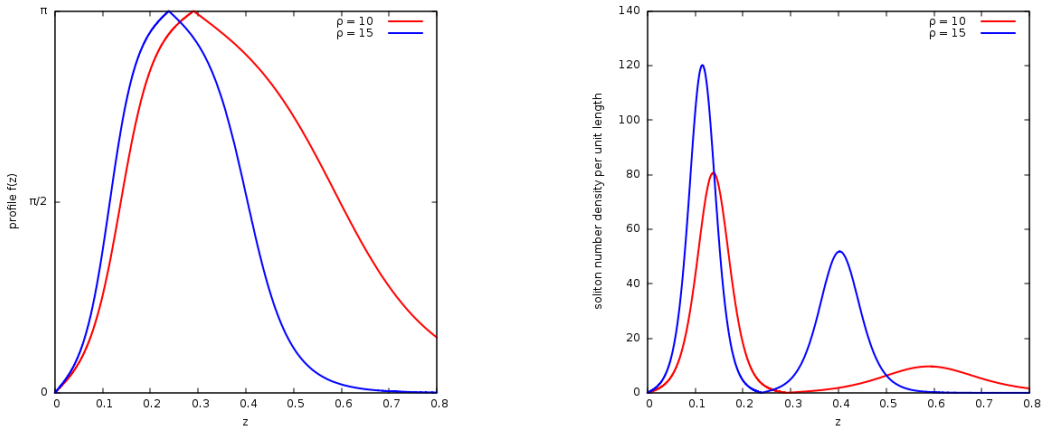 π
ρ = 10
ρ = 15
profile f(z)
π/2
0
0 0.1 0.2 0.3 0.4 0.5 0.6 0.7 0.8
z
140
ρ = 10
ρ = 15
120
100
soliton number density per unit length
80
60
40
20
0
0 0.1 0.2 0.3 0.4 0.5 0.6 0.7 0.8
z